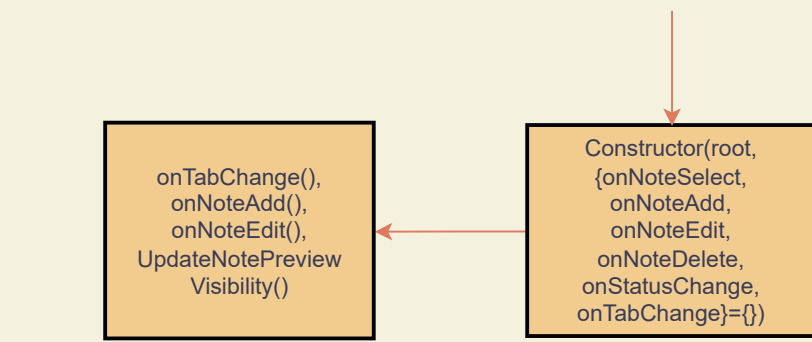 onTabChange(),
onNoteAdd(),
onNoteEdit(),
UpdateNotePreview
Visibility()
Constructor(root,
{onNoteSelect,
onNoteAdd,
onNoteEdit,
onNoteDelete,
onStatusChange,
onTabChange}={})